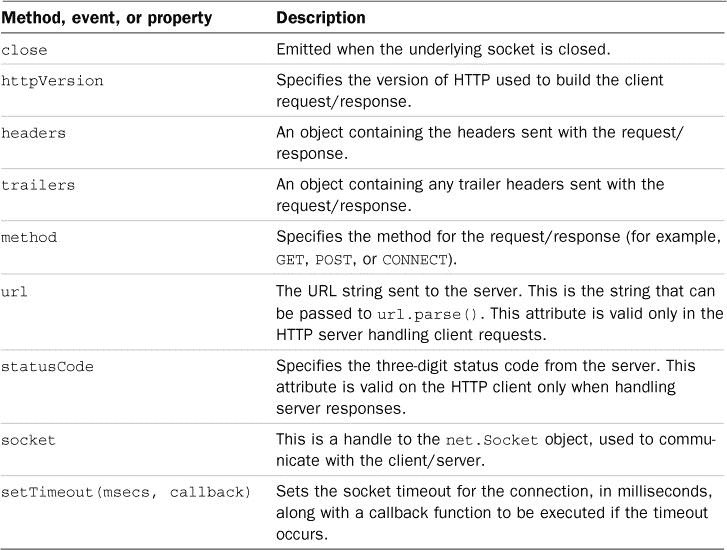 Method, event, or property Description
close Emitted when the underlying socket is closed.
httpVersion Specifies the version of HTTP used to build the client
request/response.
headers An object containing the headers sent with the request/
response.
trailers An object containing any trailer headers sent with the
request/response.
method Specifies the method for the request/response (for example,
GET, POST, or CONNECT).
url The URL string sent to the server. This is the string that can
be passed to url.parse(). This attribute is valid only in the
HTTP server handling client requests.
statusCode Specifies the three-digit status code from the server. This
attribute is valid on the HTTP client only when handling
server responses.
socket This is a handle to the net.Socket object, used to commu-
nicate with the client/server.
setTimeout(msecs, callback) Sets the socket timeout for the connection, in milliseconds,
along with a callback function to be executed if the timeout
occurs.